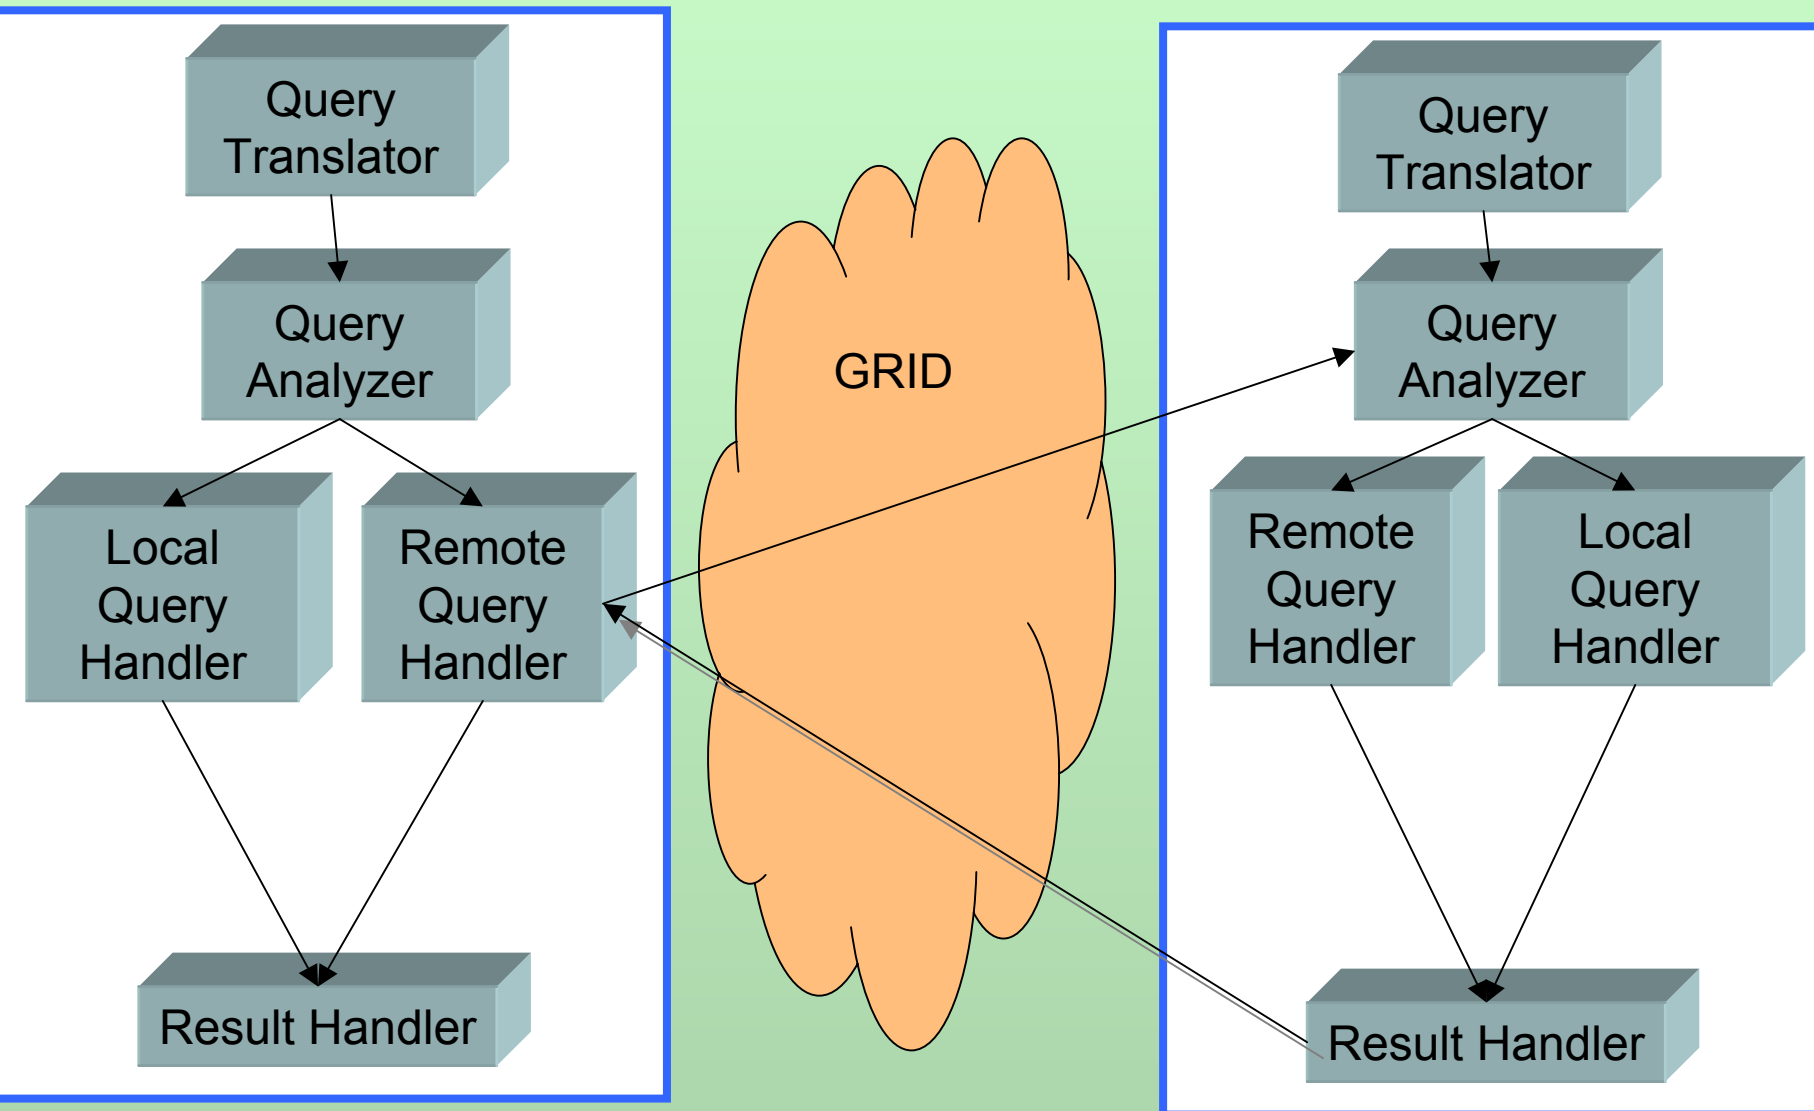 Query
Translator
Query
Analyzer
Local
Query
Handler
Remote
Query
Handler
Result Handler
GRID
Query
Translator
Query
Analyzer
Remote
Query
Handler
Local
Query
Handler
Result Handler